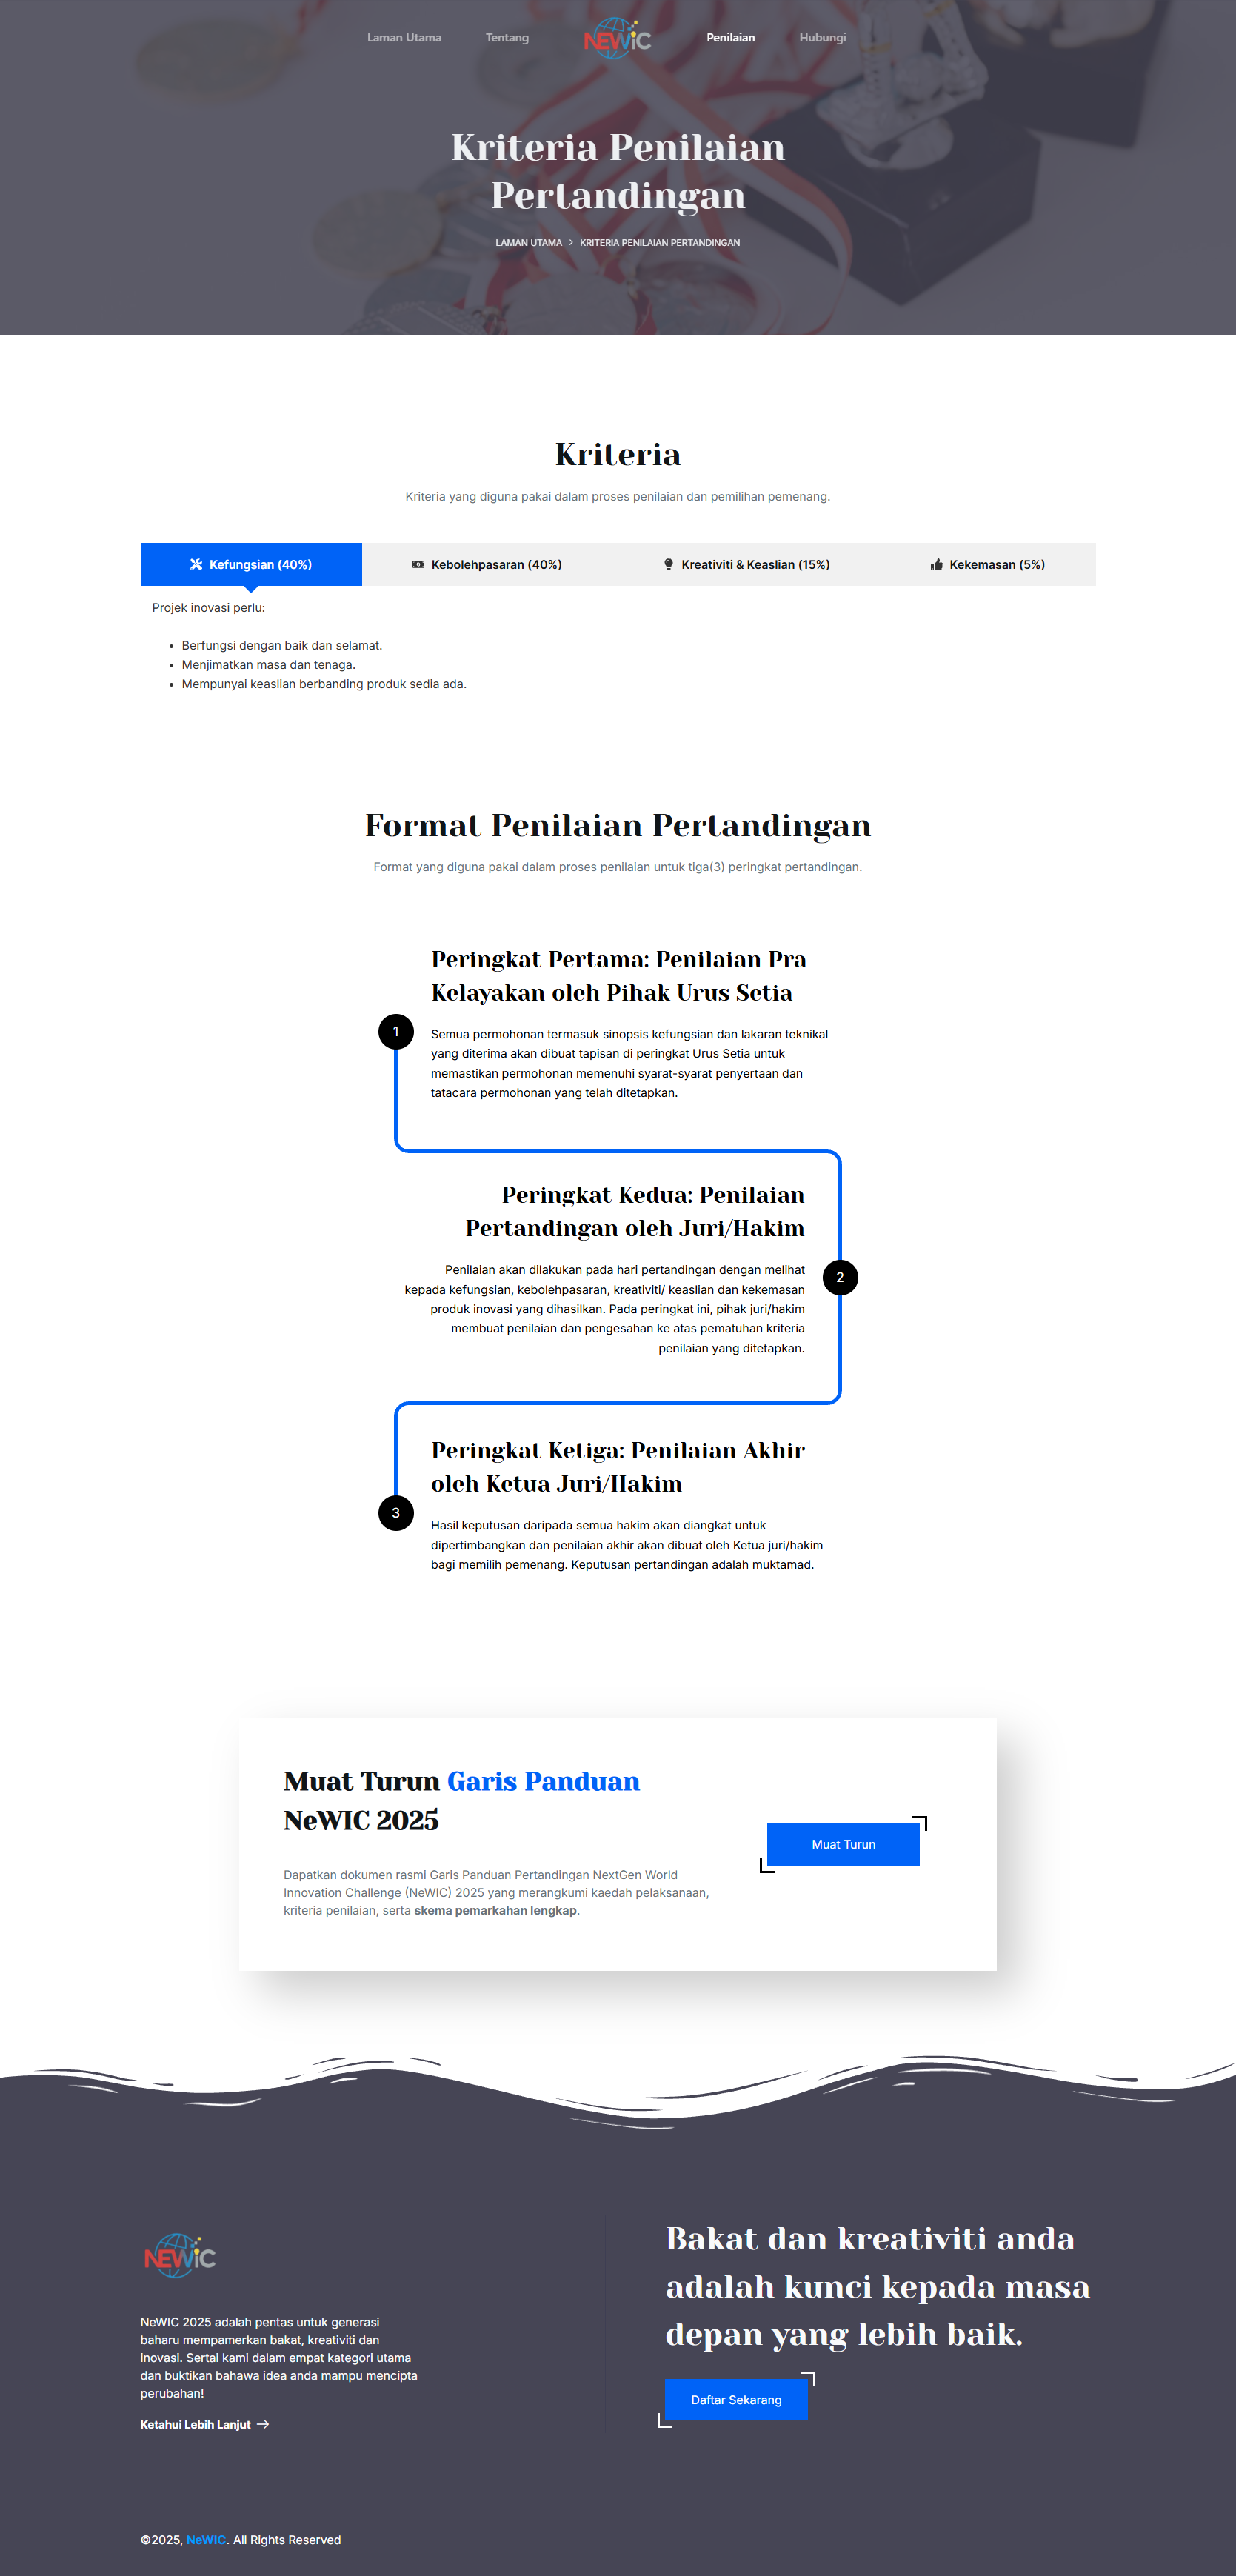 Laman Utama
Tentang
NEWiC
Penilaian
Hubungi
Kriteria Penilaian
Pertandingan
LAMAN UTAMA > KRITERIA PENILAIAN PERTANDINGAN
Kriteria
Kriteria yang diguna pakai dalam proses penilaian dan pemilihan pemenang.
Kefungsian (40%)
Kebolehpasaran (40%)
Kreativiti & Keaslian (15%)
Kekemasan (5%)
Projek inovasi perlu:
• Berfungsi dengan baik dan selamat.
• Menjimatkan masa dan tenaga.
• Mempunyai keaslian berbanding produk sedia ada.
Format Penilaian Pertandingan
Format yang diguna pakai dalam proses penilaian untuk tiga(3) peringkat pertandingan.
Peringkat Pertama: Penilaian Pra
Kelayakan oleh Pihak Urus Setia
1
Semua permohonan termasuk sinopsis kefungsian dan lakaran teknikal
yang diterima akan dibuat tapisan di peringkat Urus Setia untuk
memastikan permohonan memenuhi syarat-syarat penyertaan dan
tatacara permohonan yang telah ditetapkan.
Peringkat Kedua: Penilaian
Pertandingan oleh Juri/Hakim
2
Penilaian akan dilakukan pada hari pertandingan dengan melihat
kepada kefungsian, kebolehpasaran, kreativiti/ keaslian dan kekemasan
produk inovasi yang dihasilkan. Pada peringkat ini, pihak juri/hakim
membuat penilaian dan pengesahan ke atas pematuhan kriteria
penilaian yang ditetapkan.
Peringkat Ketiga: Penilaian Akhir
oleh Ketua Juri/Hakim
3
Hasil keputusan daripada semua hakim akan diangkat untuk
dipertimbangkan dan penilaian akhir akan dibuat oleh Ketua juri/hakim
bagi memilih pemenang. Keputusan pertandingan adalah muktamad.
Muat Turun Garis Panduan
NeWIC 2025
Dapatkan dokumen rasmi Garis Panduan Pertandingan NextGen World
Innovation Challenge (NeWIC) 2025 yang merangkumi kaedah pelaksanaan,
kriteria penilaian, serta skema pemarkahan lengkap.
Muat Turun
NEWiC
NeWIC 2025 adalah pentas untuk generasi
baharu mempamerkan bakat, kreativiti dan
inovasi. Sertai kami dalam empat kategori utama
dan buktikan bahawa idea anda mampu mencipta
perubahan!
Ketahui Lebih Lanjut →
Bakat dan kreativiti anda
adalah kunci kepada masa
depan yang lebih baik.
Daftar Sekarang
©2025, NeWIC. All Rights Reserved